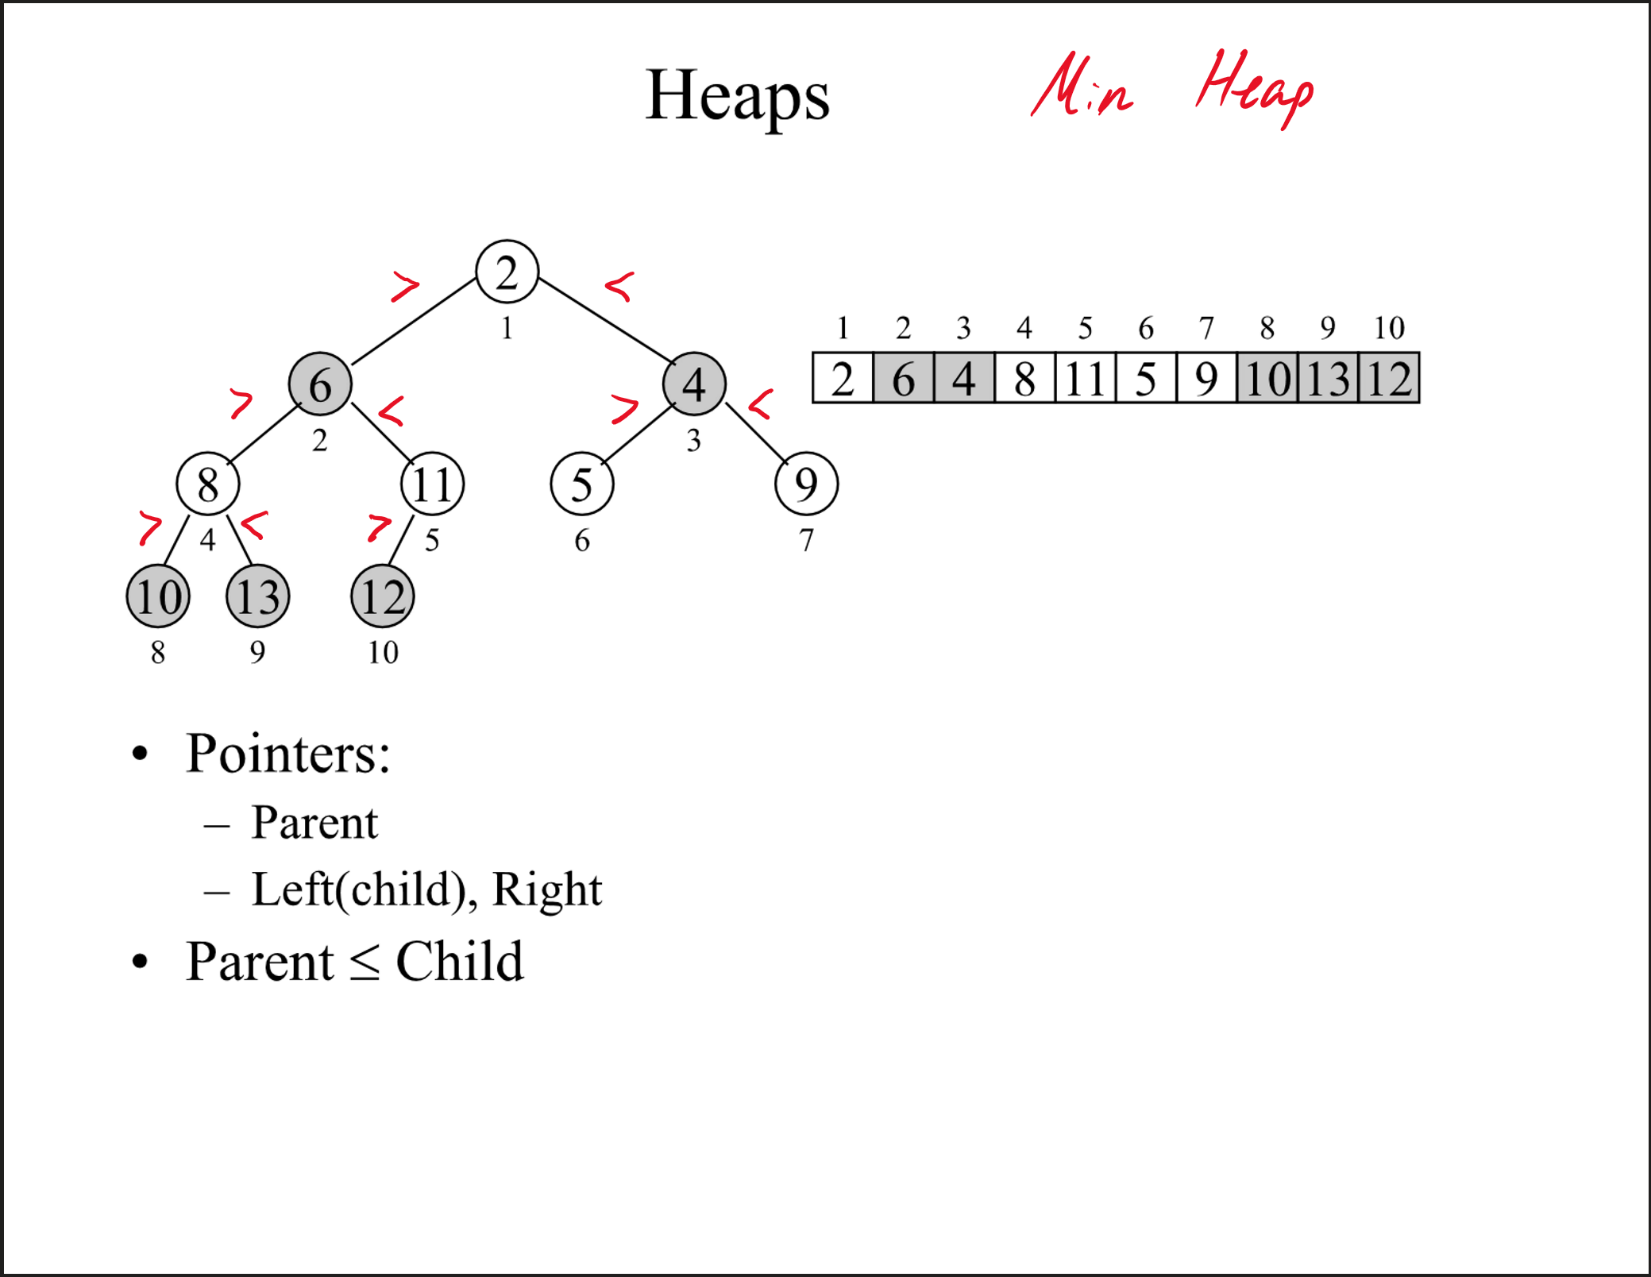 Heaps Min Heap
2
> <
1
6 4
> < > <
2 3
8 11 5 9
> < >
4 5 6 7
10 13 12
8 9 10
1 2 3 4 5 6 7 8 9 10
2 6 4 8 11 5 9 10 13 12
• Pointers:
– Parent
– Left(child), Right
• Parent ≤ Child